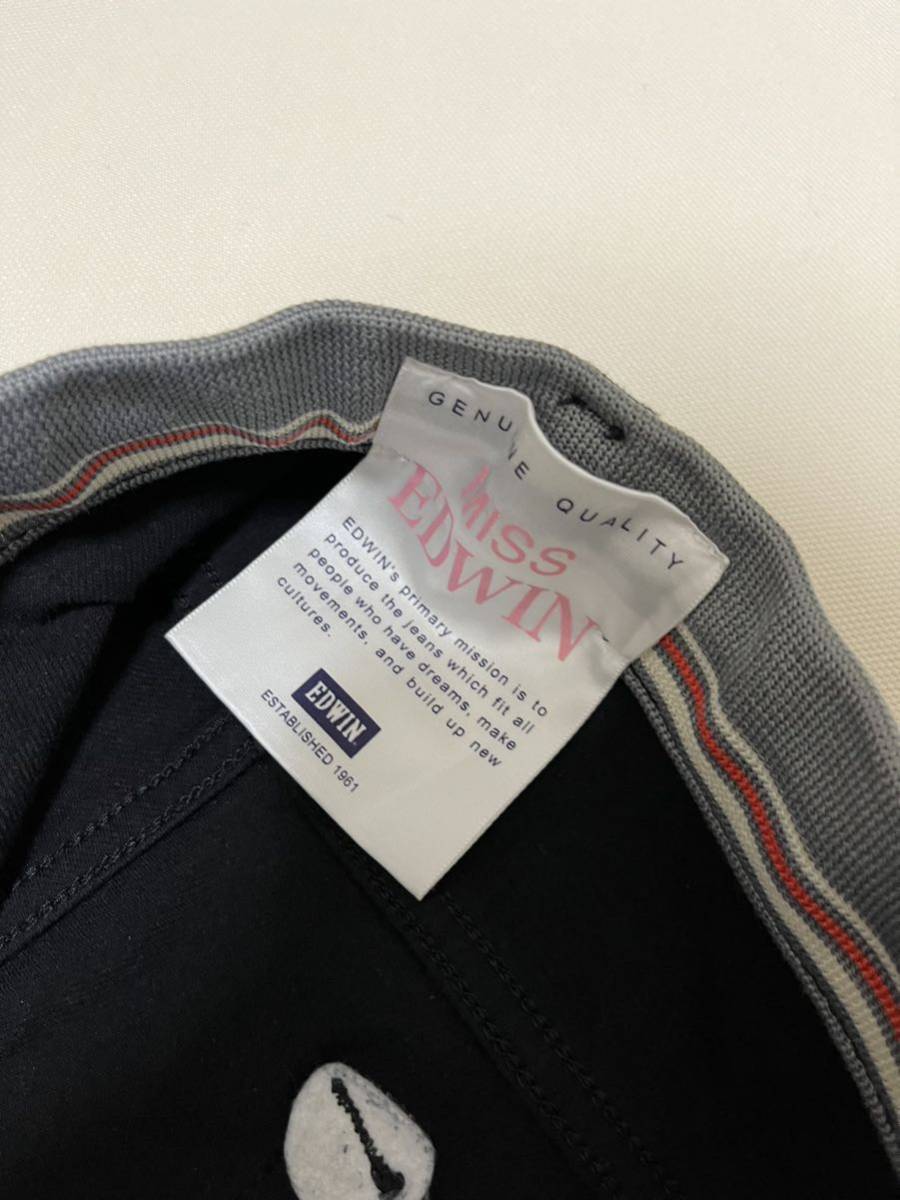 GENUINE QUALITY
MISS
EDWIN
EDWIN's primary mission is to
produce the jeans which fit all
people who have dreams, make
movements, and build up new
cultures.
EDWIN
ESTABLISHED 1961